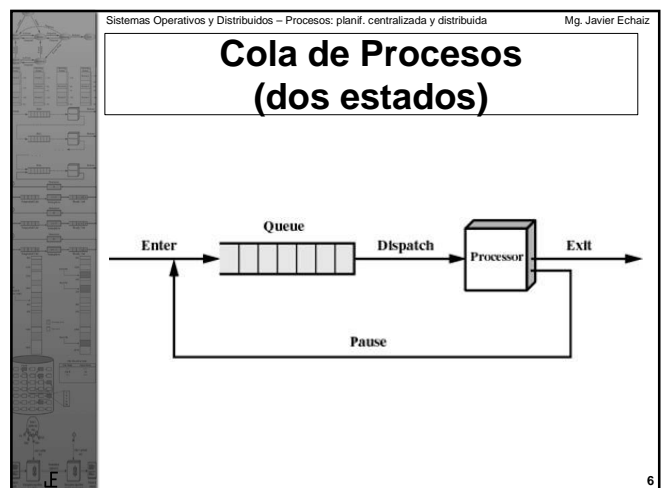 Sistemas Operativos y Distribuidos – Procesos: planif. centralizada y distribuida Mg. Javier Echaiz
Cola de Procesos
(dos estados)
Queue
Enter
Dispatch
Processor
Exit
Pause
JE
6